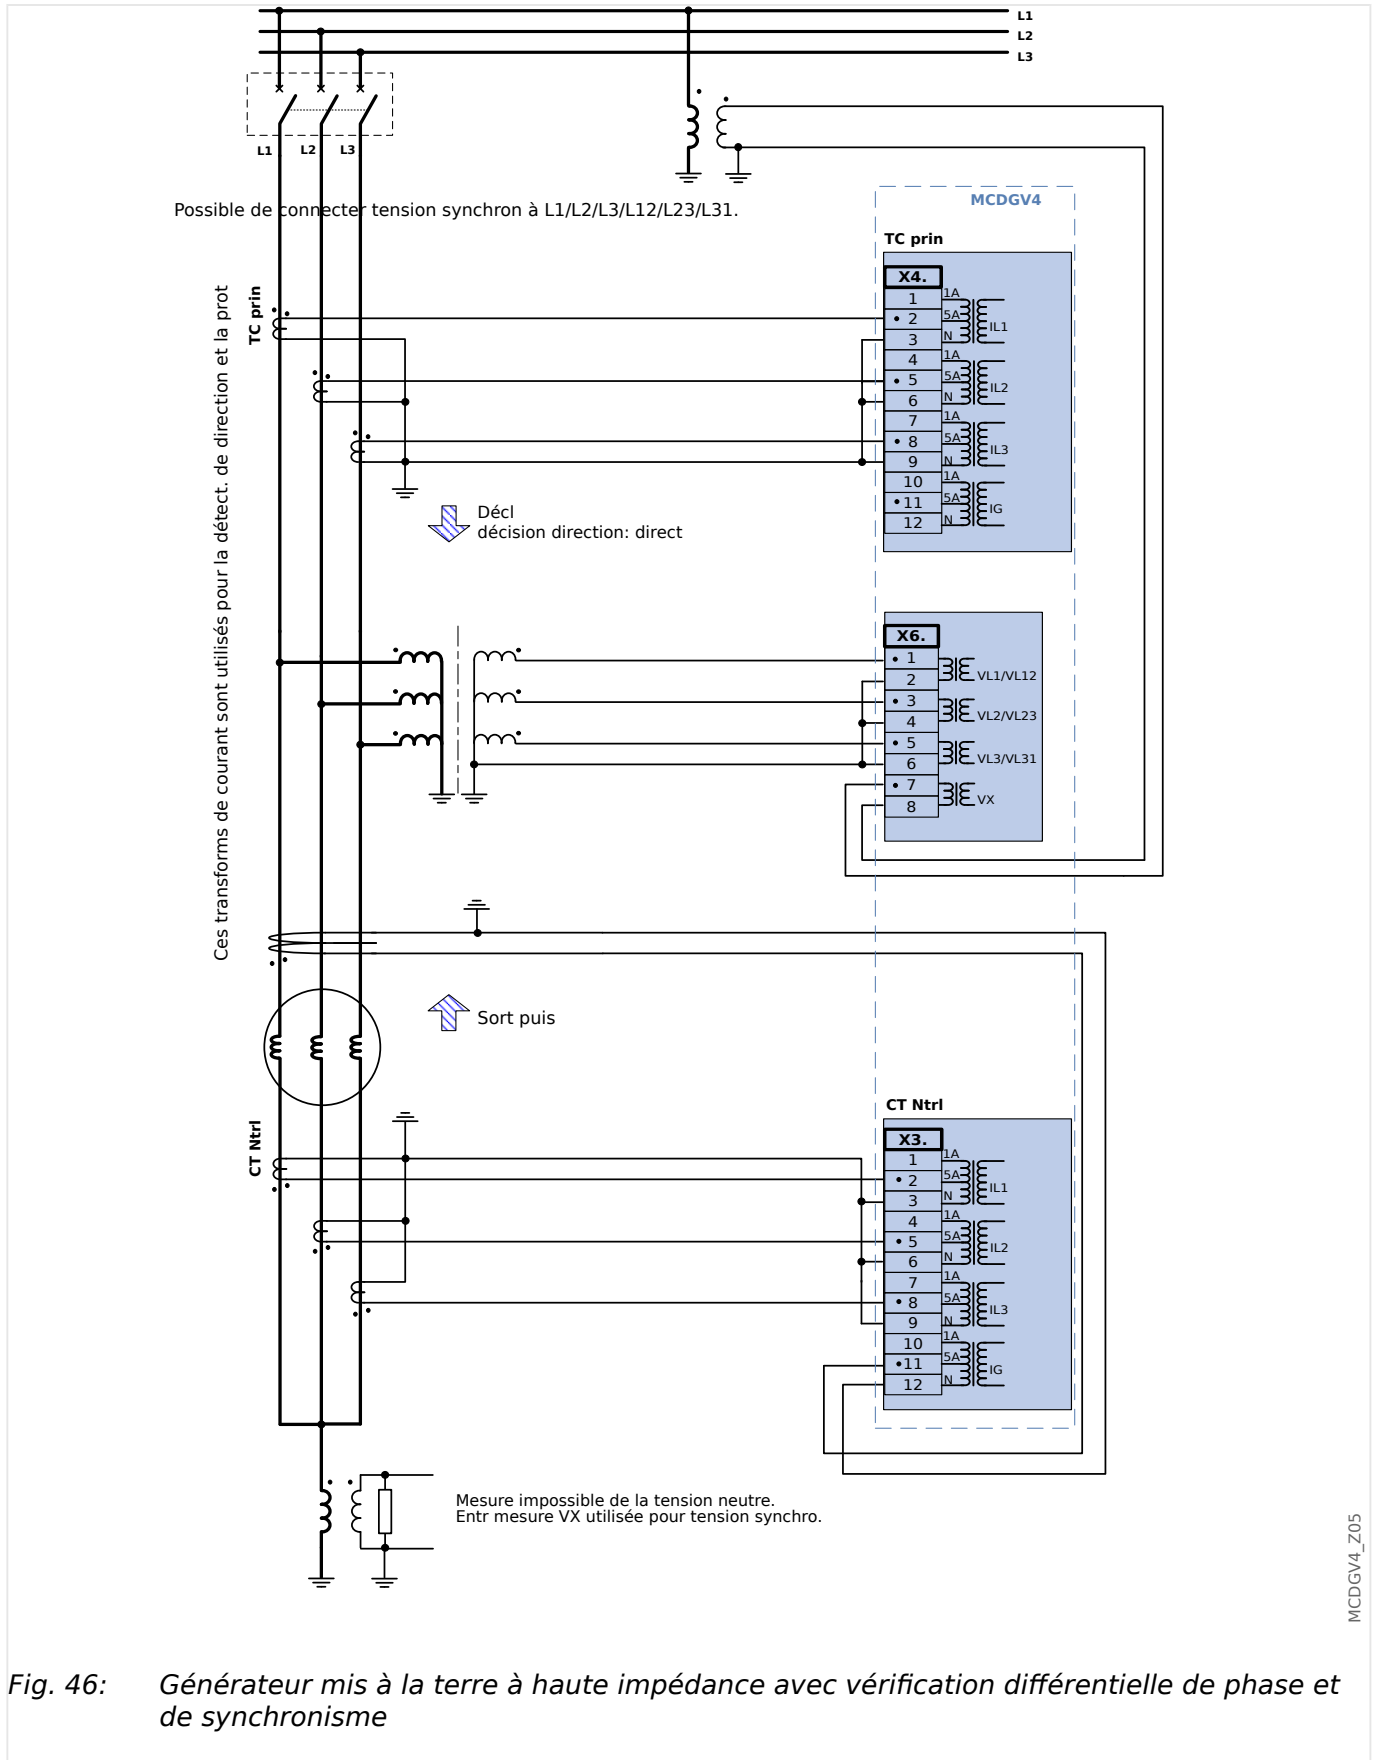 L1
L2
L3
L1
L2
L3
Possible de connecter tension synchron à L1/L2/L3/L12/L23/L31.
MCDGV4
TC prin
X4.
1 1A
2 5A IL1
3 N
4 1A
5 5A IL2
6 N
7 1A
8 5A IL3
9 N
10 1A
11 5A IG
12 N
TC prin
Ces transforms de courant sont utilisés pour la détect. de direction et la prot
Décl
décision direction: direct
X6.
1
2 VL1/VL12
3
4 VL2/VL23
5
6 VL3/VL31
7
8 VX
Sort puis
CT Ntrl
CT Ntrl
X3.
1 1A
2 5A IL1
3 N
4 1A
5 5A IL2
6 N
7 1A
8 5A IL3
9 N
10 1A
11 5A IG
12 N
Mesure impossible de la tension neutre.
Entr mesure VX utilisée pour tension synchro.
MCDGV4_Z05
Fig. 46: Générateur mis à la terre à haute impédance avec vérification différentielle de phase et
de synchronisme